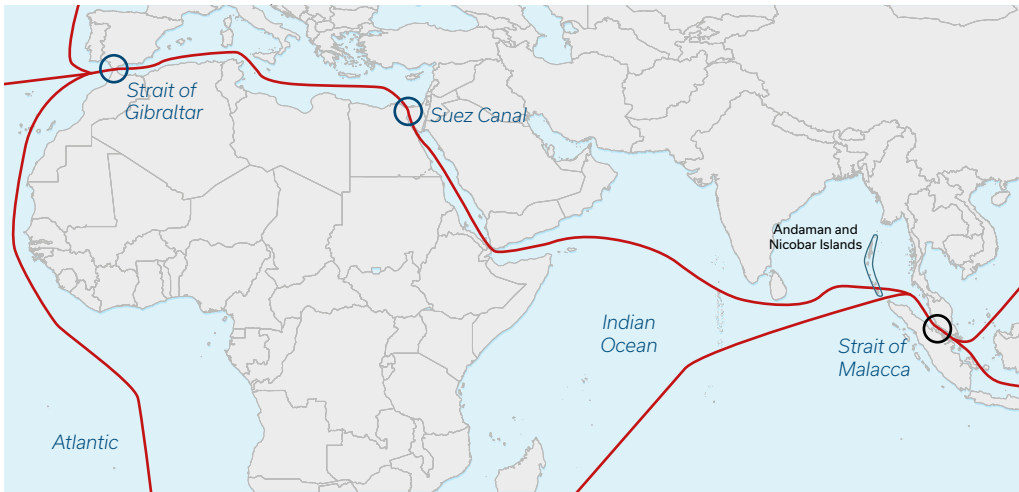 Strait of
Gibraltar
Suez Canal
Andaman and
Nicobar Islands
Indian
Ocean
Strait of
Malacca
Atlantic